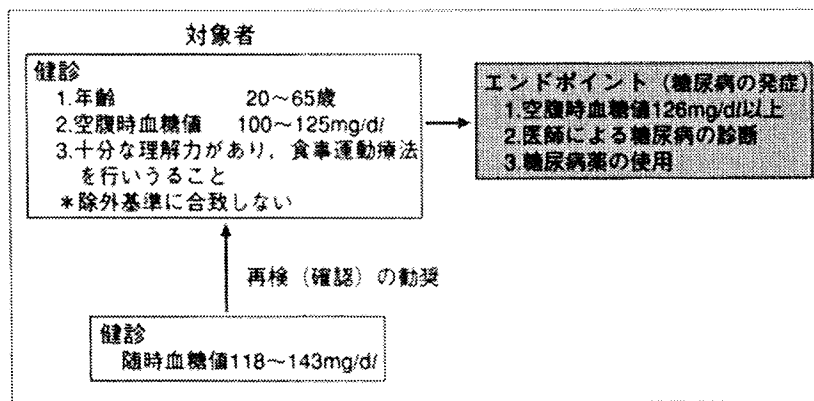 対象者
健診
1.年齢 20～65歳
2.空腹時血糖値 100～125mg/dl
3.十分な理解力があり，食事運動療法
を行いうること
＊除外基準に合致しない
エンドポイント（糖尿病の発症）
1.空腹時血糖値126mg/dl以上
2.医師による糖尿病の診断
3.糖尿病薬の使用
再検（確認）の勧奨
健診
随時血糖値118～143mg/dl